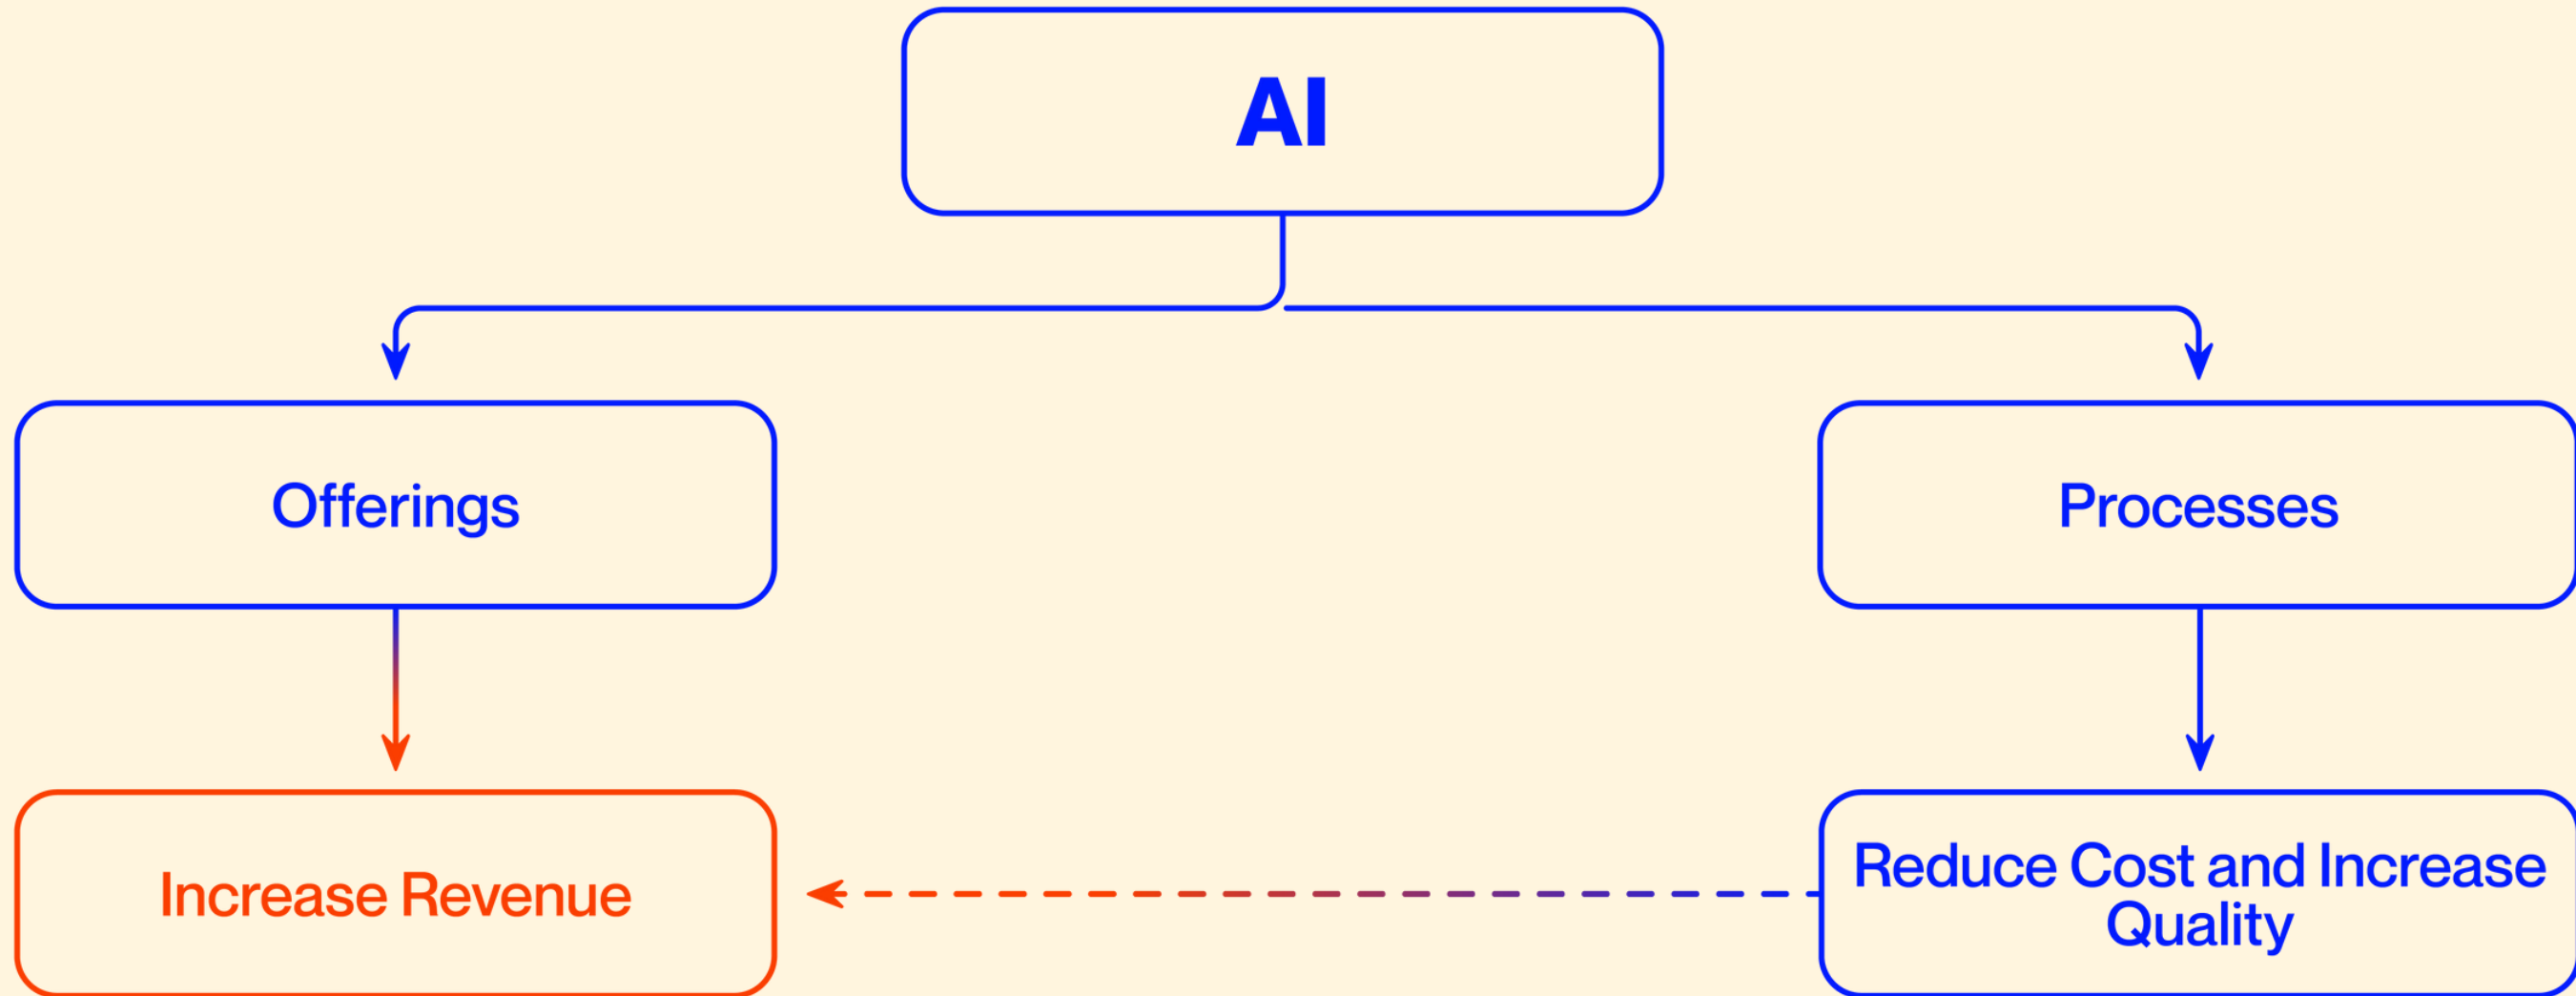 AI
Offerings
Processes
Increase Revenue
Reduce Cost and Increase
Quality